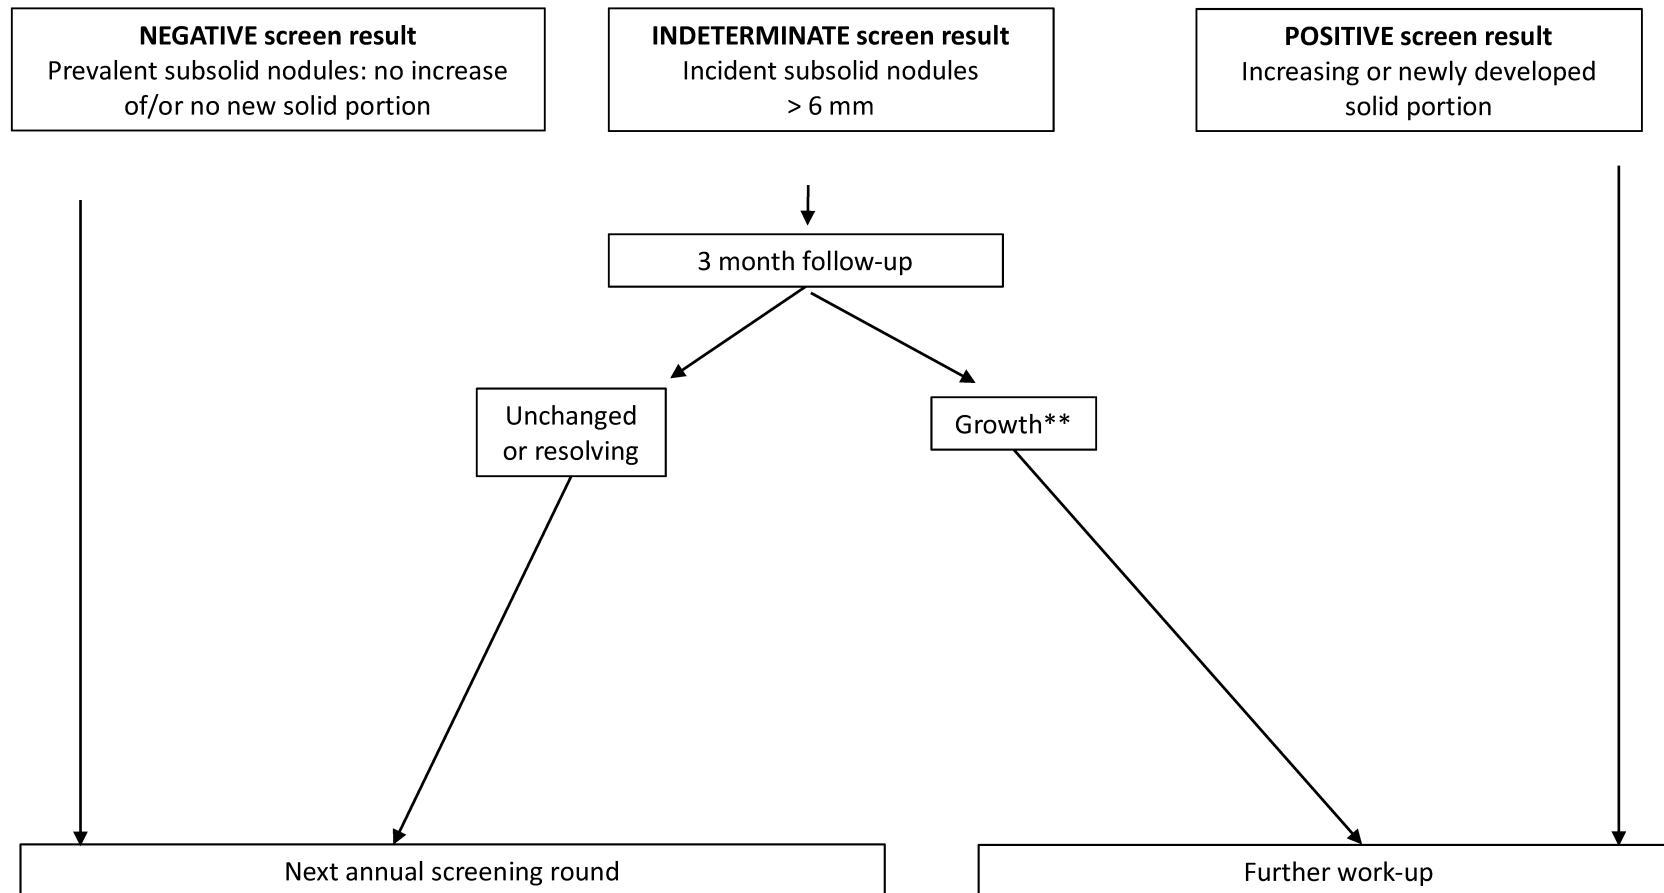 NEGATIVE screen result
Prevalent subsolid nodules: no increase
of/or no new solid portion
INDETERMINATE screen result
Incident subsolid nodules
> 6 mm
POSITIVE screen result
Increasing or newly developed
solid portion
3 month follow-up
Unchanged
or resolving
Growth**
Next annual screening round
Further work-up